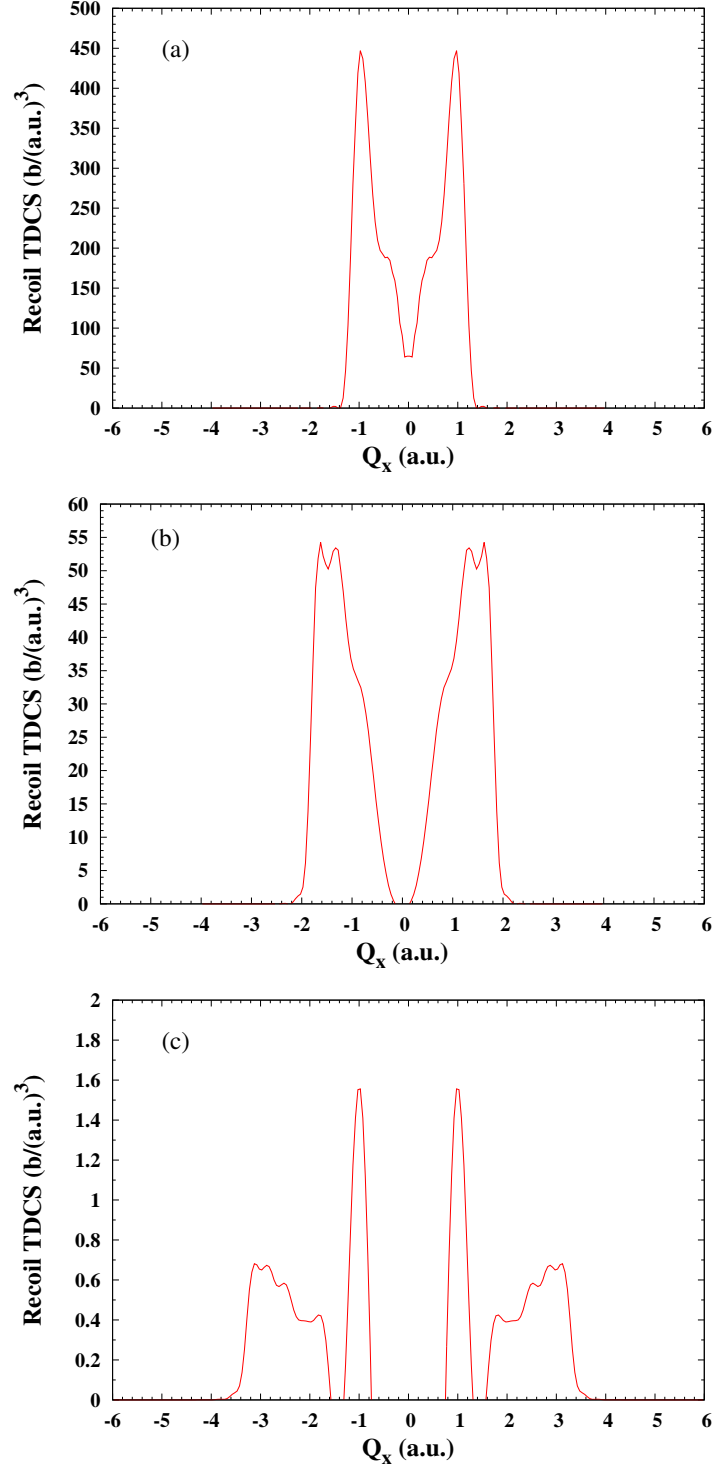 500
450
400
350
300
250
200
150
100
50
0
Recoil TDCS (b/(a.u.)^3)
(a)
-6 -5 -4 -3 -2 -1 0 1 2 3 4 5 6
Q_x (a.u.)
60
55
50
45
40
35
30
25
20
15
10
5
0
Recoil TDCS (b/(a.u.)^3)
(b)
-6 -5 -4 -3 -2 -1 0 1 2 3 4 5 6
Q_x (a.u.)
2
1.8
1.6
1.4
1.2
1
0.8
0.6
0.4
0.2
0
Recoil TDCS (b/(a.u.)^3)
(c)
-6 -5 -4 -3 -2 -1 0 1 2 3 4 5 6
Q_x (a.u.)